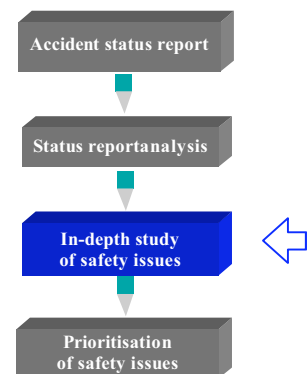 Accident status report
Status reportanalysis
In-depth study
of safety issues
Prioritisation
of safety issues